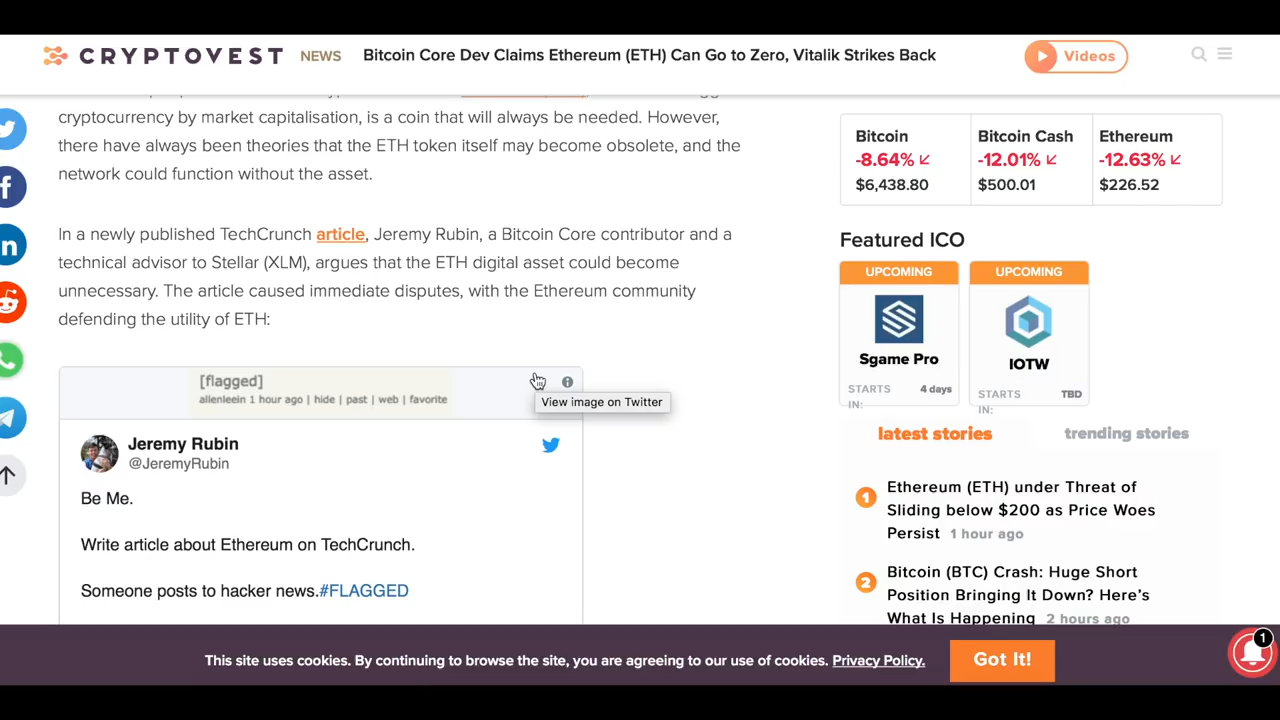 CRYPTOVEST
NEWS
Bitcoin Core Dev Claims Ethereum (ETH) Can Go to Zero, Vitalik Strikes Back
Videos
cryptocurrency by market capitalisation, is a coin that will always be needed. However,
there have always been theories that the ETH token itself may become obsolete, and the
network could function without the asset.
In a newly published TechCrunch article, Jeremy Rubin, a Bitcoin Core contributor and a
technical advisor to Stellar (XLM), argues that the ETH digital asset could become
unnecessary. The article caused immediate disputes, with the Ethereum community
defending the utility of ETH:
[flagged]
allenleein 1 hour ago | hide | past | web | favorite
View image on Twitter
Jeremy Rubin
@JeremyRubin
Be Me.
Write article about Ethereum on TechCrunch.
Someone posts to hacker news.#FLAGGED
Bitcoin
-8.64%
$6,438.80
Bitcoin Cash
-12.01%
$500.01
Ethereum
-12.63%
$226.52
Featured ICO
UPCOMING
Sgame Pro
STARTS IN:
4 days
UPCOMING
IOTW
STARTS IN:
TBD
latest stories
trending stories
1
Ethereum (ETH) under Threat of
Sliding below $200 as Price Woes
Persist 1 hour ago
2
Bitcoin (BTC) Crash: Huge Short
Position Bringing It Down? Here's
What Is Happening 2 hours ago
This site uses cookies. By continuing to browse the site, you are agreeing to our use of cookies. Privacy Policy.
Got It!
1